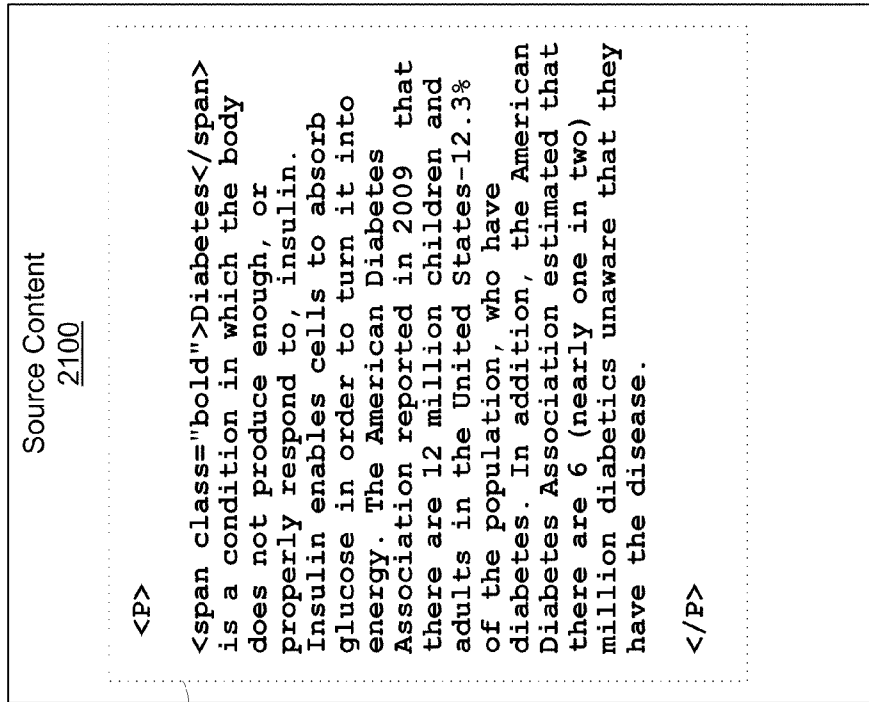 Source Content
2100
<P>
<span class="bold">Diabetes</span>
is a condition in which the body
does not produce enough, or
properly respond to, insulin.
Insulin enables cells to absorb
glucose in order to turn it into
energy. The American Diabetes
Association reported in 2009  that
there are 12 million children and
adults in the United States-12.3%
of the population, who have
diabetes. In addition, the American
Diabetes Association estimated that
there are 6 (nearly one in two)
million diabetics unaware that they
have the disease.
</P>